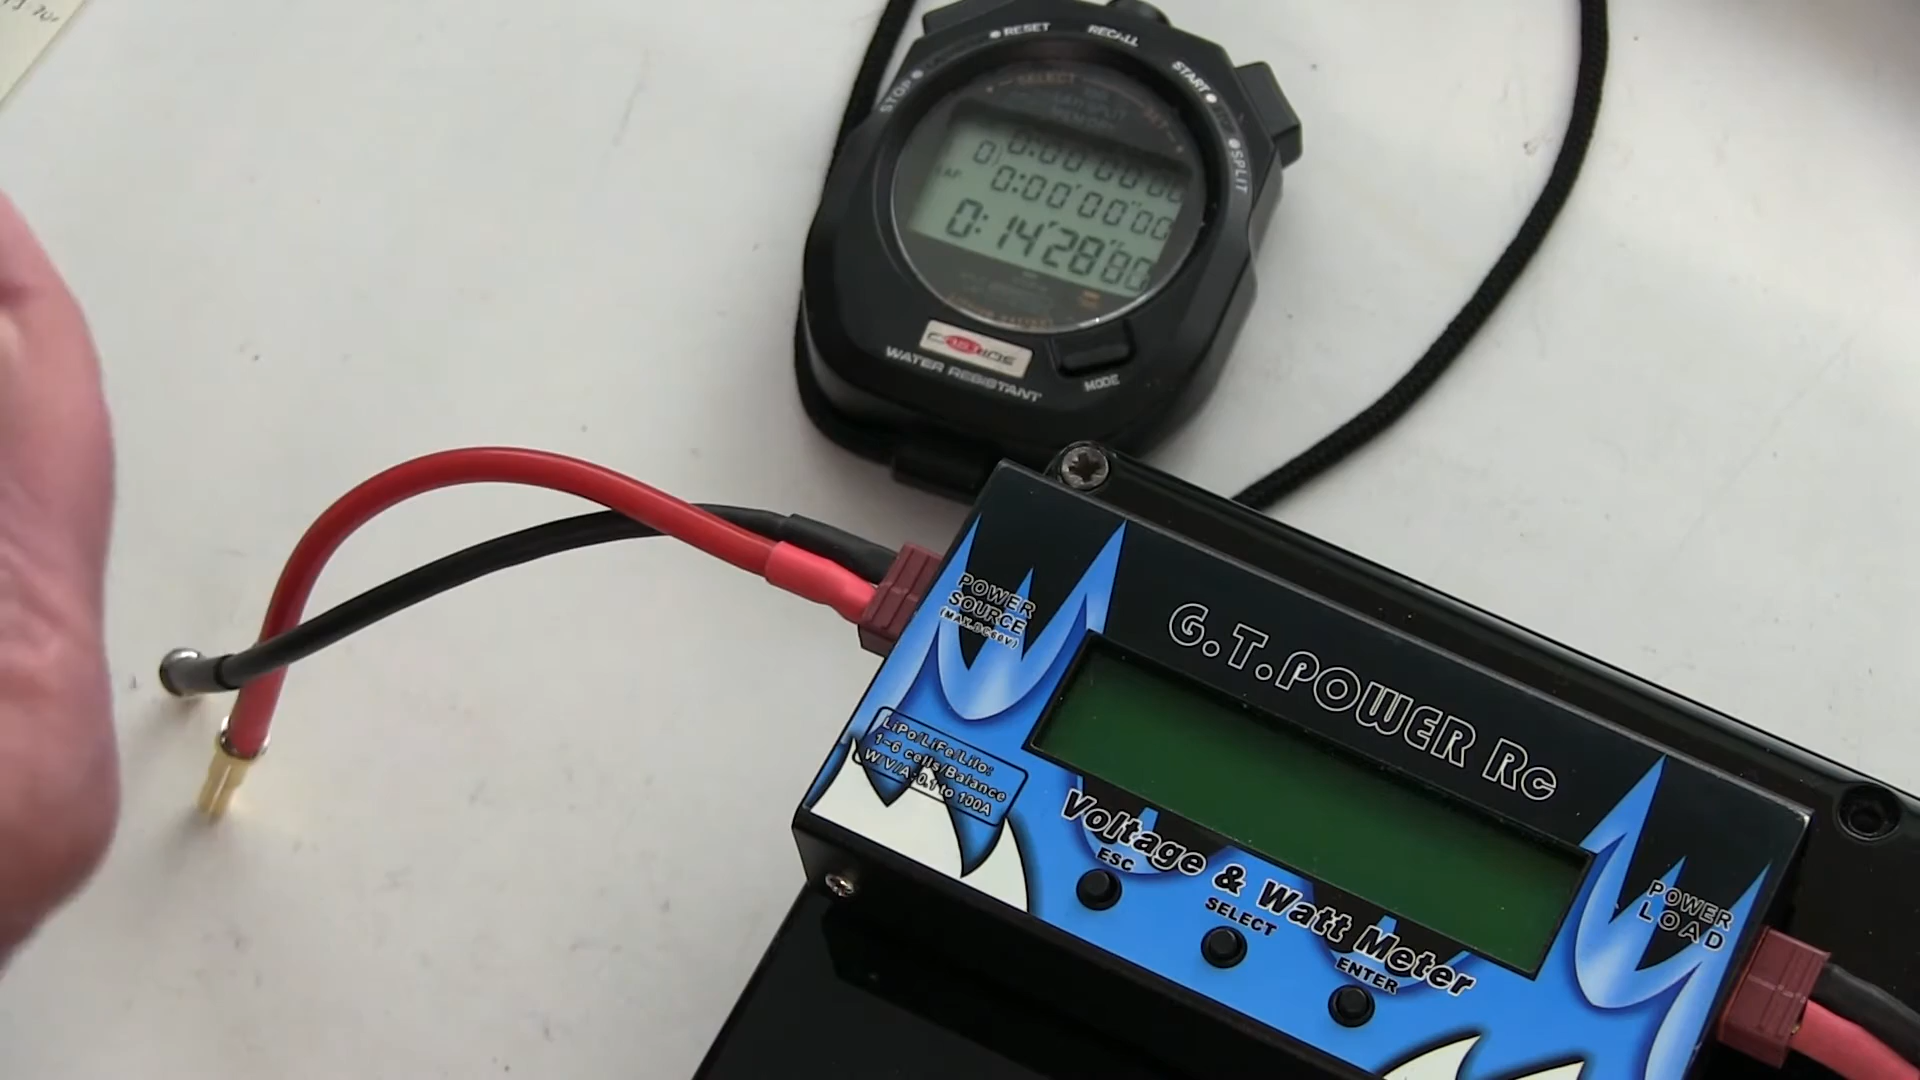 RESET
RECALL
STOP
START
SPLIT
SELECT
0:00'00"00
0:00'00"00
0:14'28"80
WATER RESISTANT
MODE
POWER
SOURCE
(MAX.DC60V)
G.T.POWER RC
LiPo/LiFe/LiIo:
1~6 cells/Balance
W/V/A:0.1 to 100A
Voltage & Watt Meter
ESC
SELECT
ENTER
POWER
LOAD